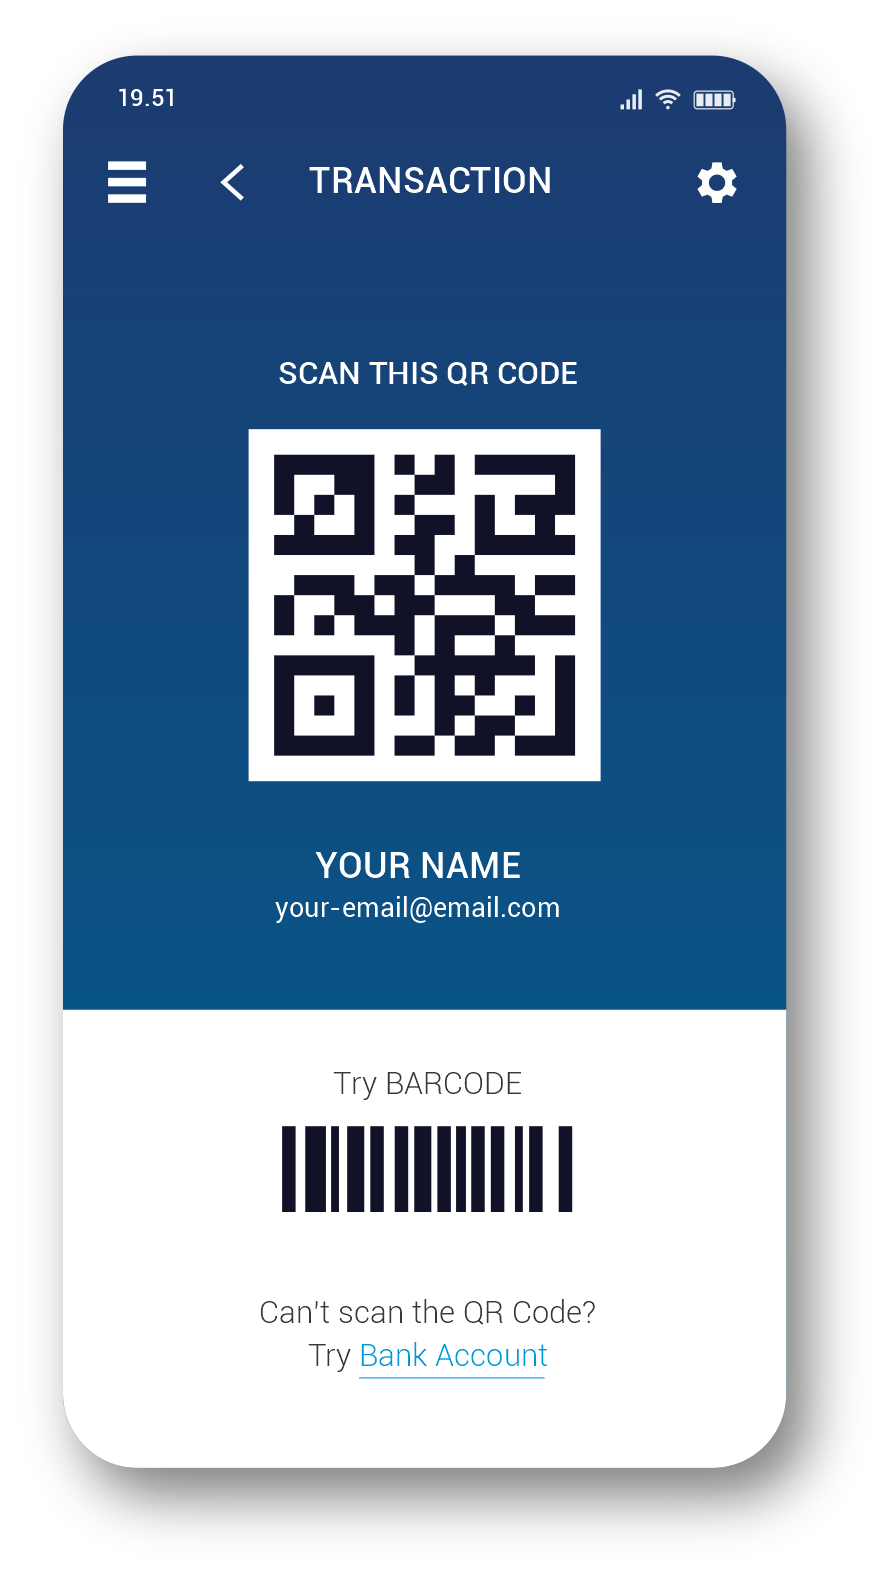 19.51
TRANSACTION
SCAN THIS QR CODE
YOUR NAME
your-email@email.com
Try BARCODE
Can't scan the QR Code?
Try Bank Account